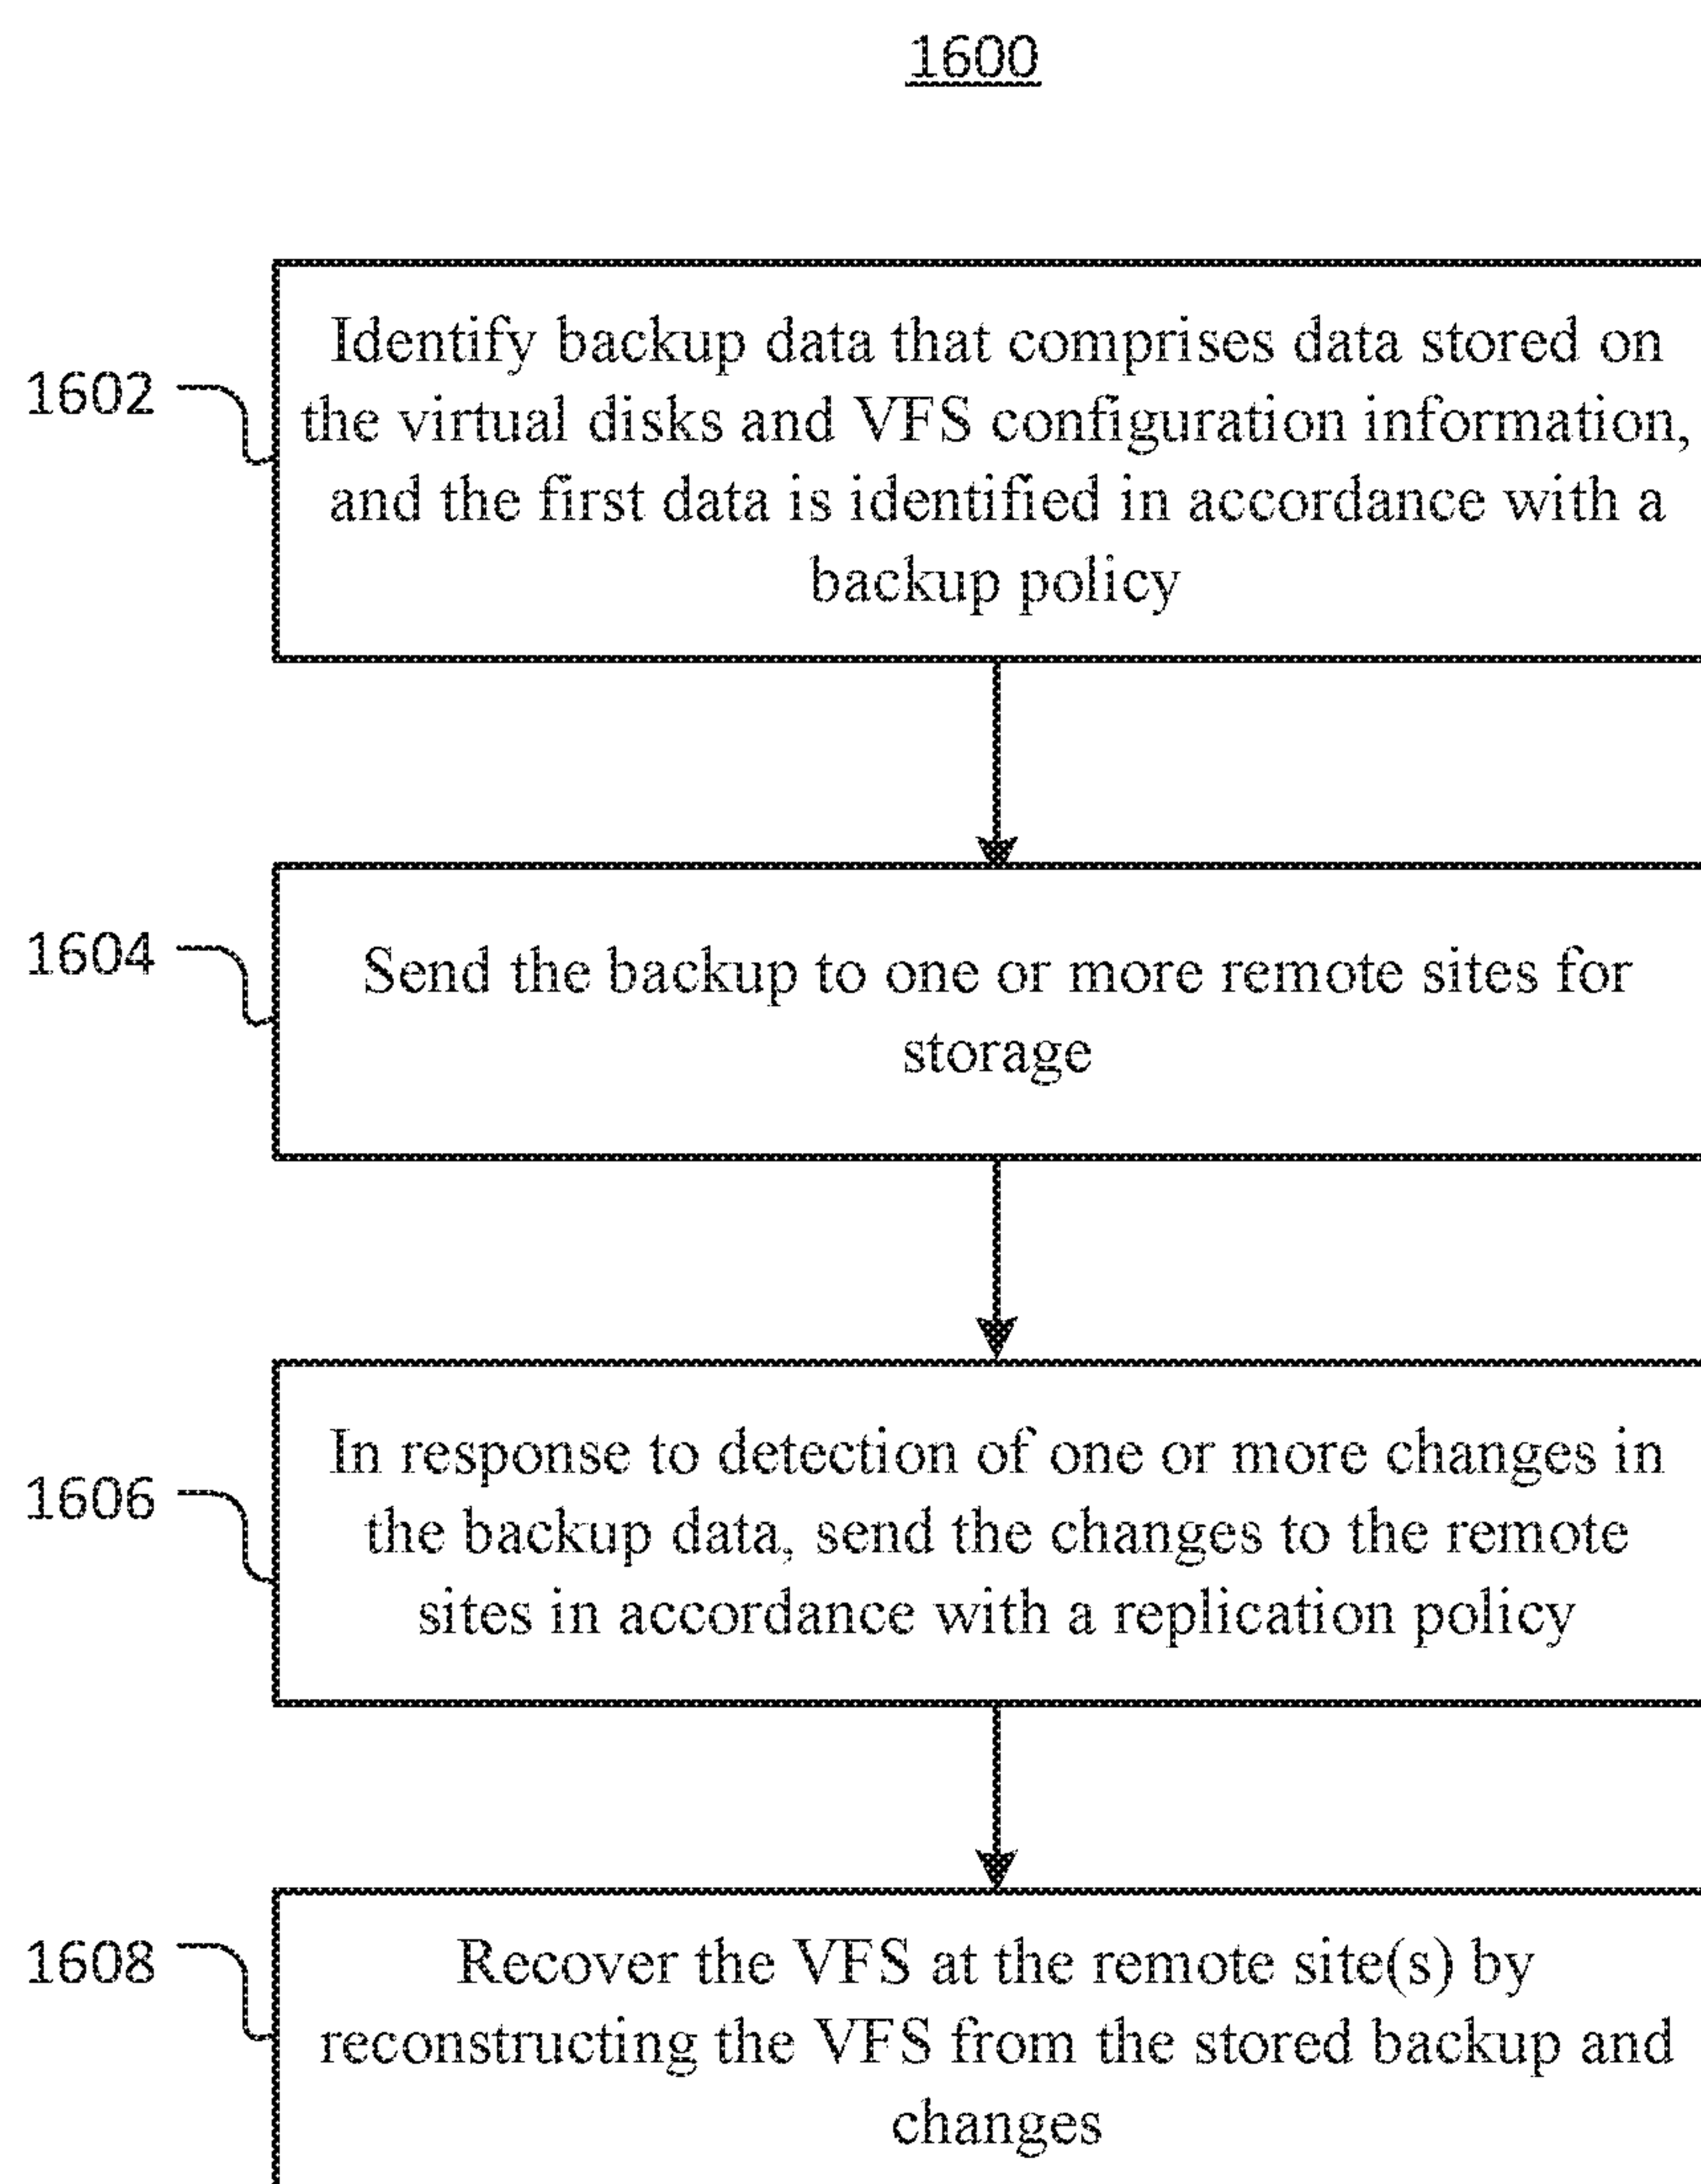 1600
1602
Identify backup data that comprises data stored on
the virtual disks and VFS configuration information,
and the first data is identified in accordance with a
backup policy
1604
Send the backup to one or more remote sites for
storage
1606
In response to detection of one or more changes in
the backup data, send the changes to the remote
sites in accordance with a replication policy
1608
Recover the VFS at the remote site(s) by
reconstructing the VFS from the stored backup and
changes